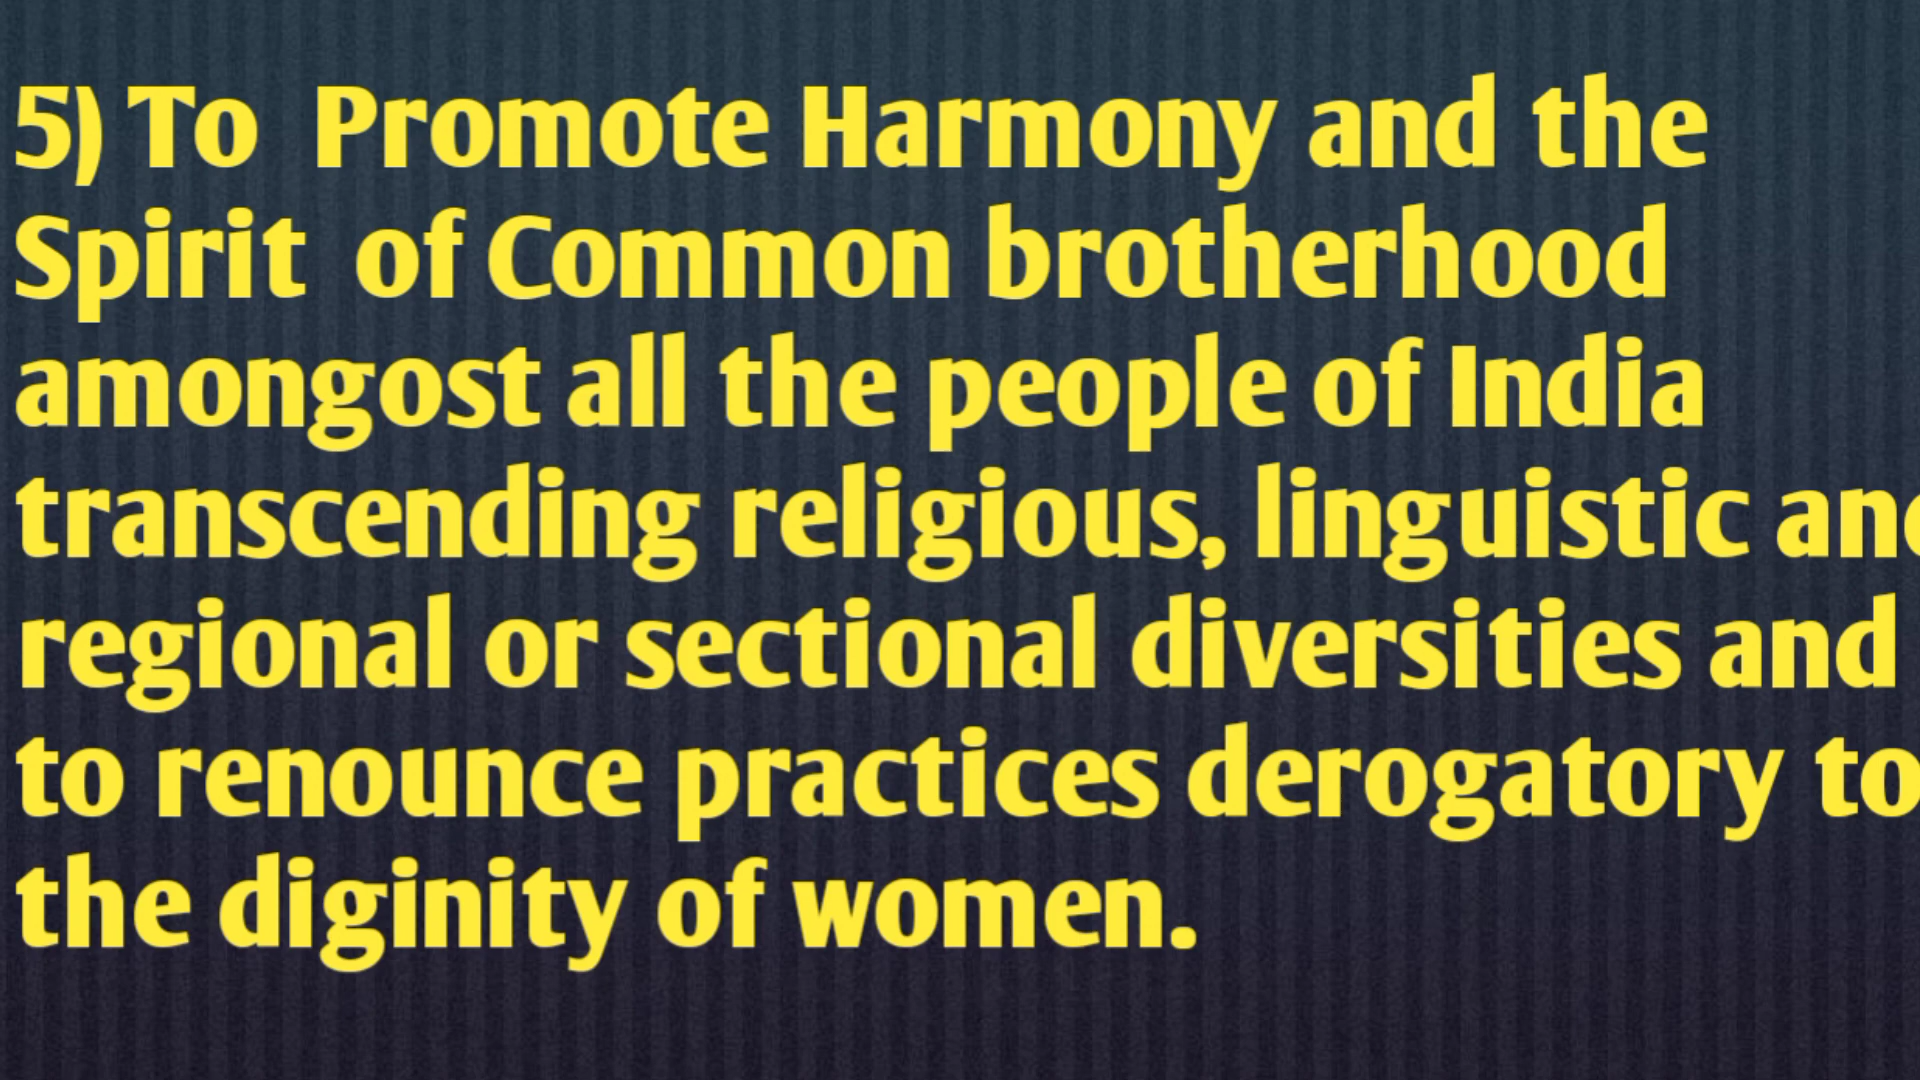 5) To Promote Harmony and the
Spirit of Common brotherhood
amongost all the people of India
transcending religious, linguistic and
regional or sectional diversities and
to renounce practices derogatory to
the diginity of women.